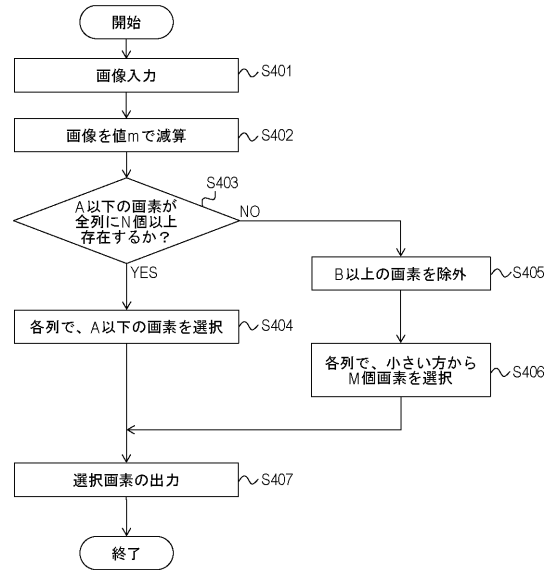 開始
画像入力
S401
画像を値mで減算
S402
S403
A以下の画素が
全列にN個以上
存在するか？
NO
YES
B以上の画素を除外
S405
各列で、A以下の画素を選択
S404
各列で、小さい方から
M個画素を選択
S406
選択画素の出力
S407
終了